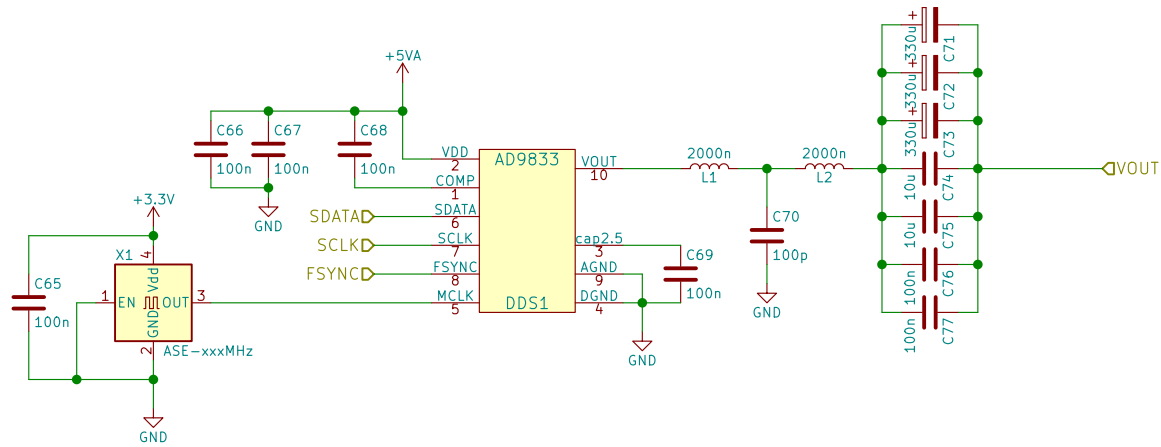 +5VA
C66
100n
C67
100n
C68
100n
GND
+3.3V
C65
100n
X1
1
EN
4
Vdd
OUT
3
GND
2
ASE-xxxMHz
GND
SDATA
SCLK
FSYNC
AD9833
DDS1
VDD
2
COMP
1
SDATA
6
SCLK
7
FSYNC
8
MCLK
5
VOUT
10
cap2.5
3
AGND
9
DGND
4
C69
100n
GND
2000n
L1
C70
100p
GND
2000n
L2
+
330u
C71
+
330u
C72
+
330u
C73
10u
C74
10u
C75
100n
C76
100n
C77
VOUT